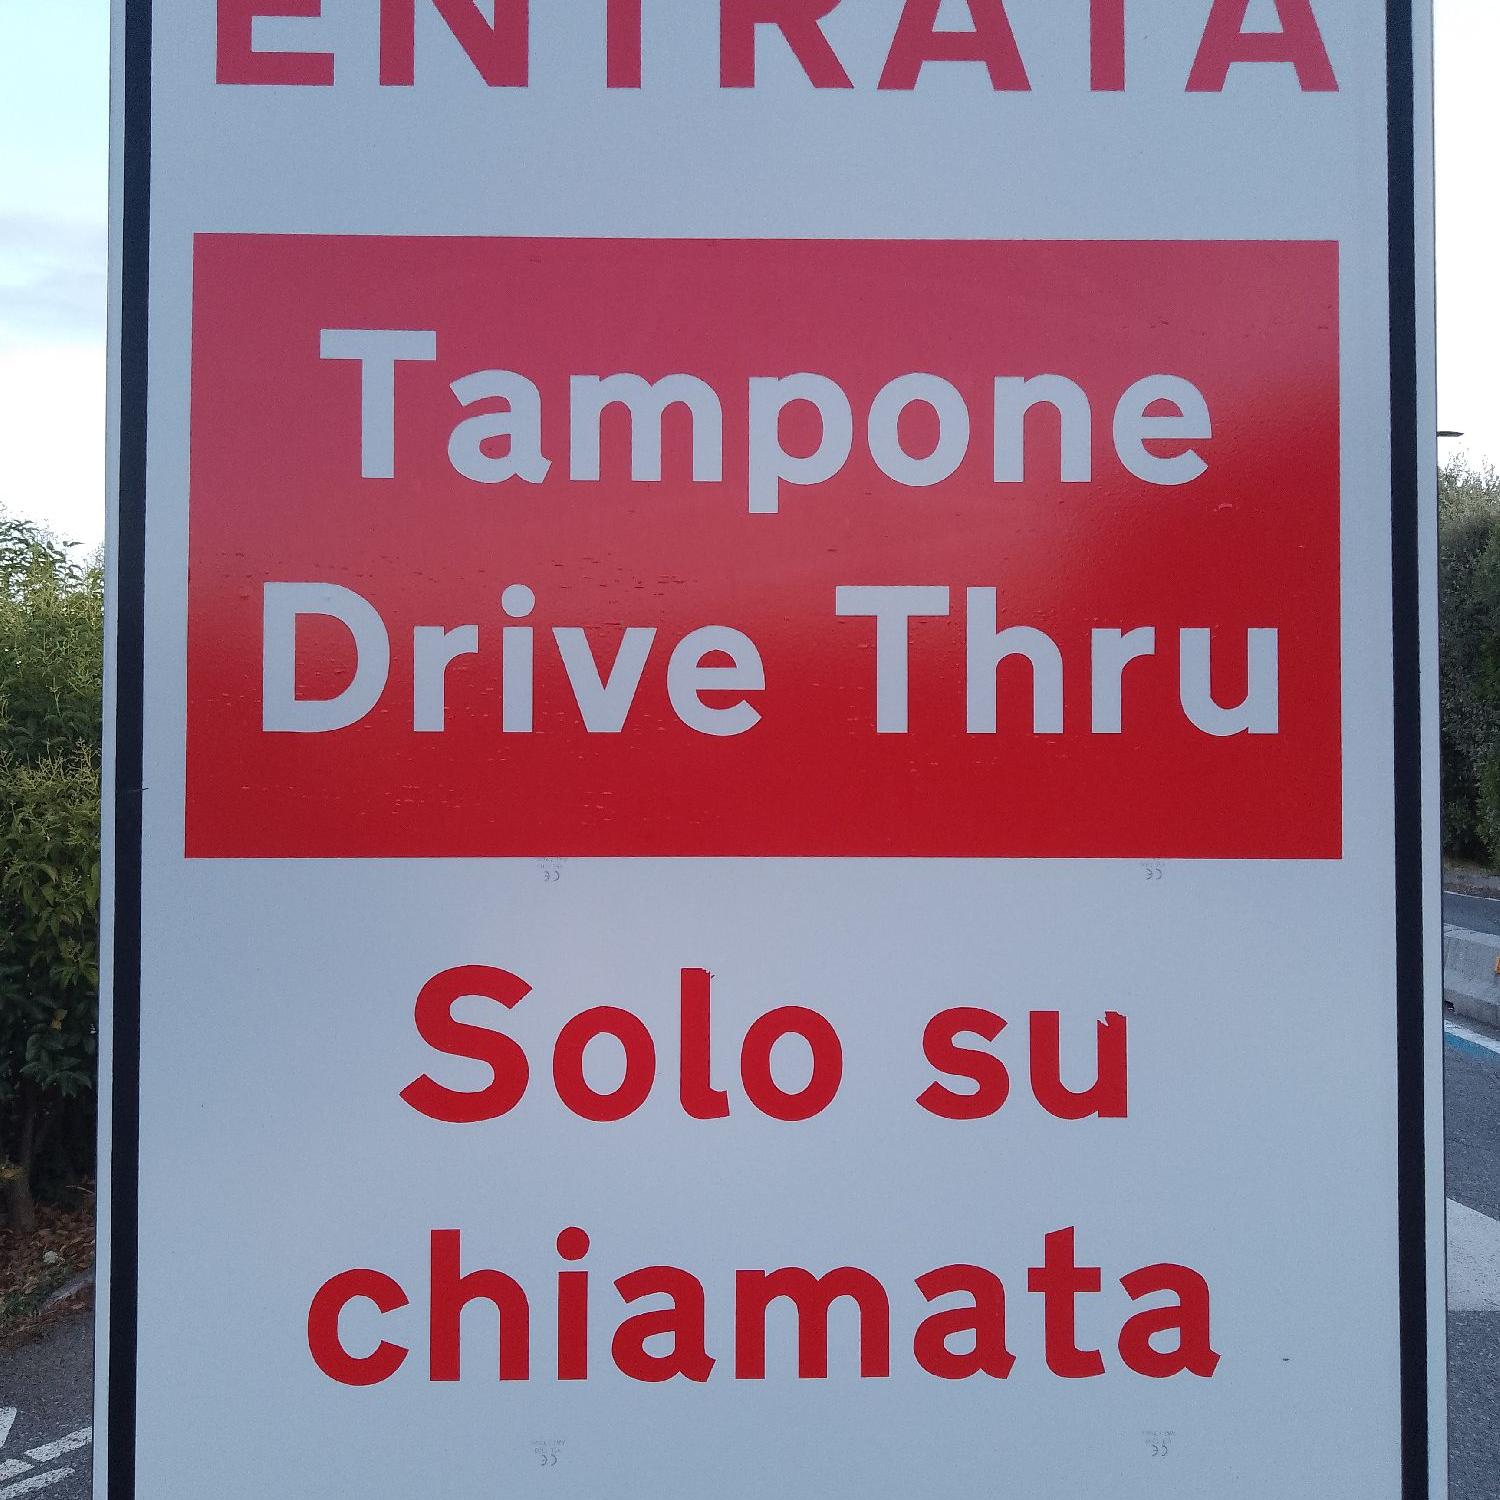 ENTRATA
Tampone
Drive Thru
Solo su
chiamata